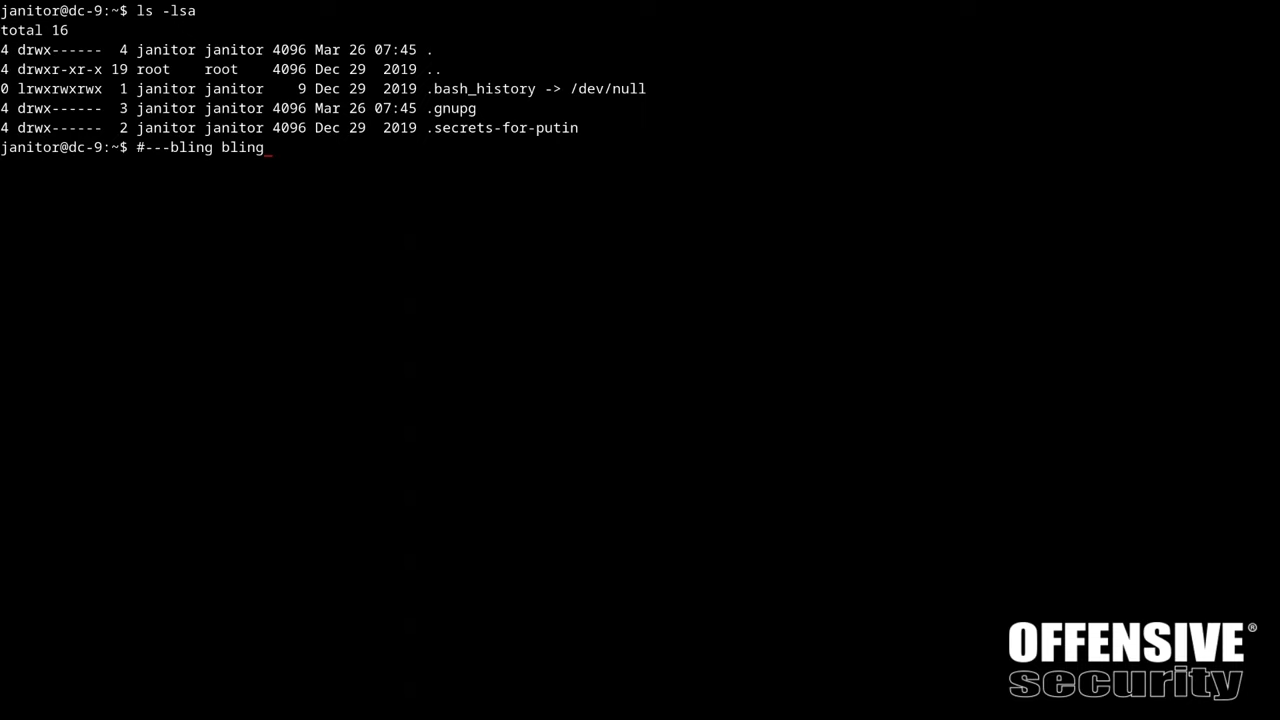 janitor@dc-9:~$ ls -lsa
total 16
4 drwx------  4 janitor janitor 4096 Mar 26 07:45 .
4 drwxr-xr-x 19 root    root    4096 Dec 29  2019 ..
0 lrwxrwxrwx  1 janitor janitor    9 Dec 29  2019 .bash_history -> /dev/null
4 drwx------  3 janitor janitor 4096 Mar 26 07:45 .gnupg
4 drwx------  2 janitor janitor 4096 Dec 29  2019 .secrets-for-putin
janitor@dc-9:~$ #---bling bling_
OFFENSIVE®
security